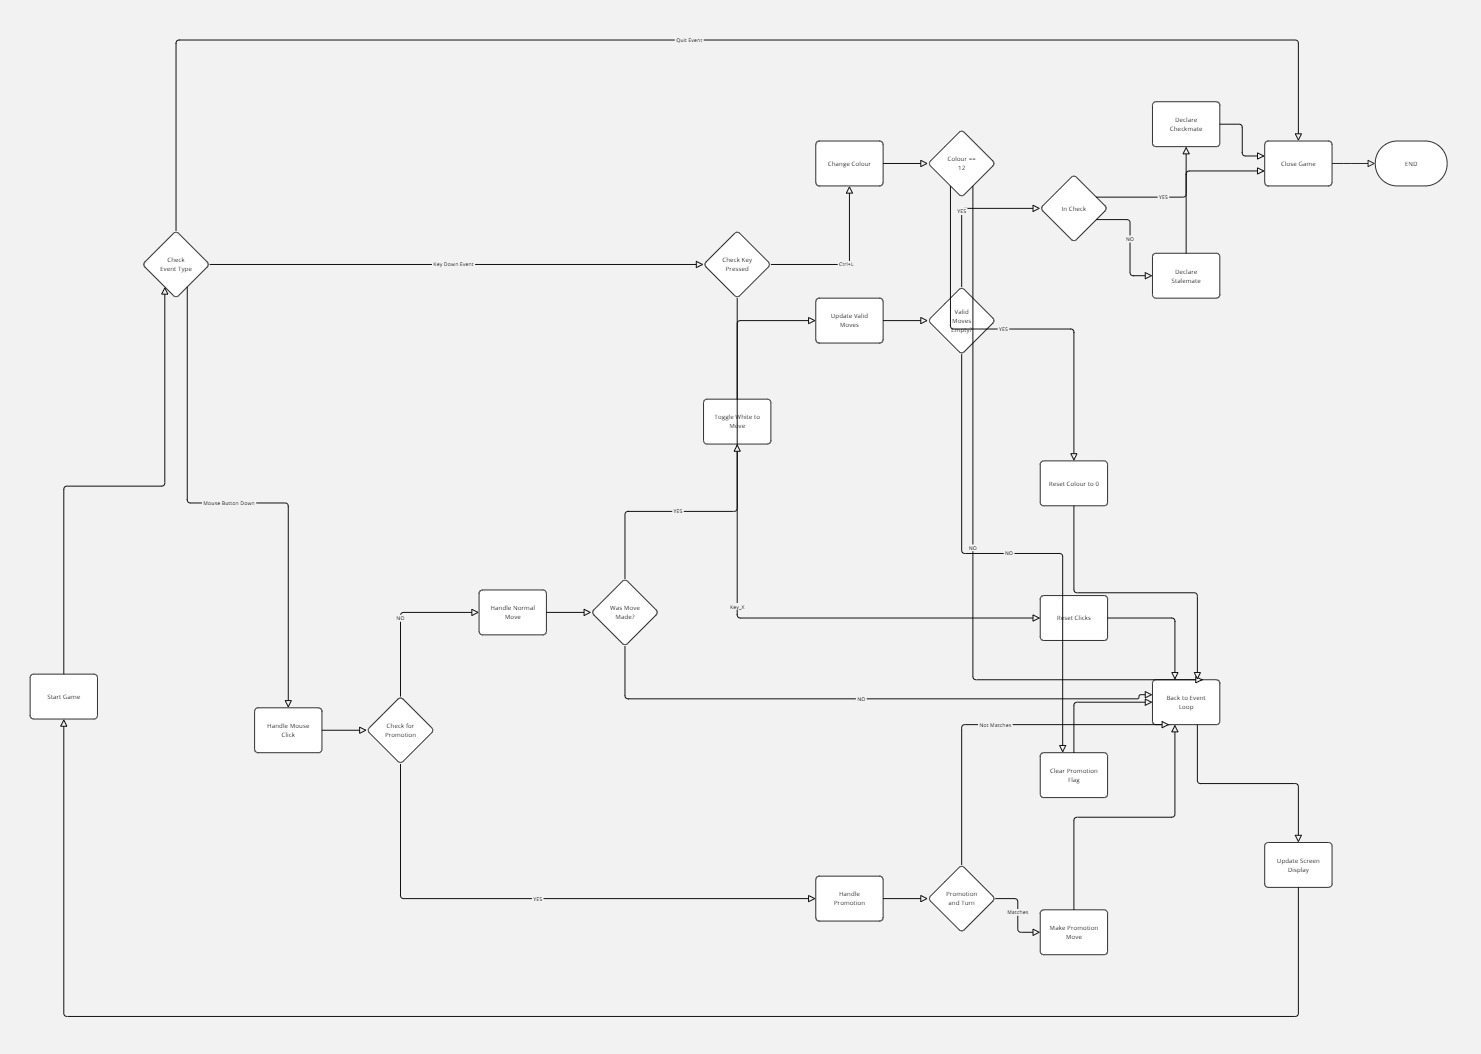 Quit Event
Declare
Checkmate
Change Colour
Colour ==
12
Close Game
END
YES
In Check
YES
NO
Check
Event Type
Key Down Event
Check Key
Pressed
Ctrl+L
Declare
Stalemate
Update Valid
Moves
Valid
Moves
Empty?
YES
Toggle White to
Move
Reset Colour to 0
Mouse Button Down
YES
NO
NO
Handle Normal
Move
Was Move
Made?
Key_X
NO
Reset Clicks
Start Game
NO
Back to Event
Loop
Handle Mouse
Click
Check for
Promotion
Not Matches
Clear Promotion
Flag
Update Screen
Display
YES
Handle
Promotion
Promotion
and Turn
Matches
Make Promotion
Move